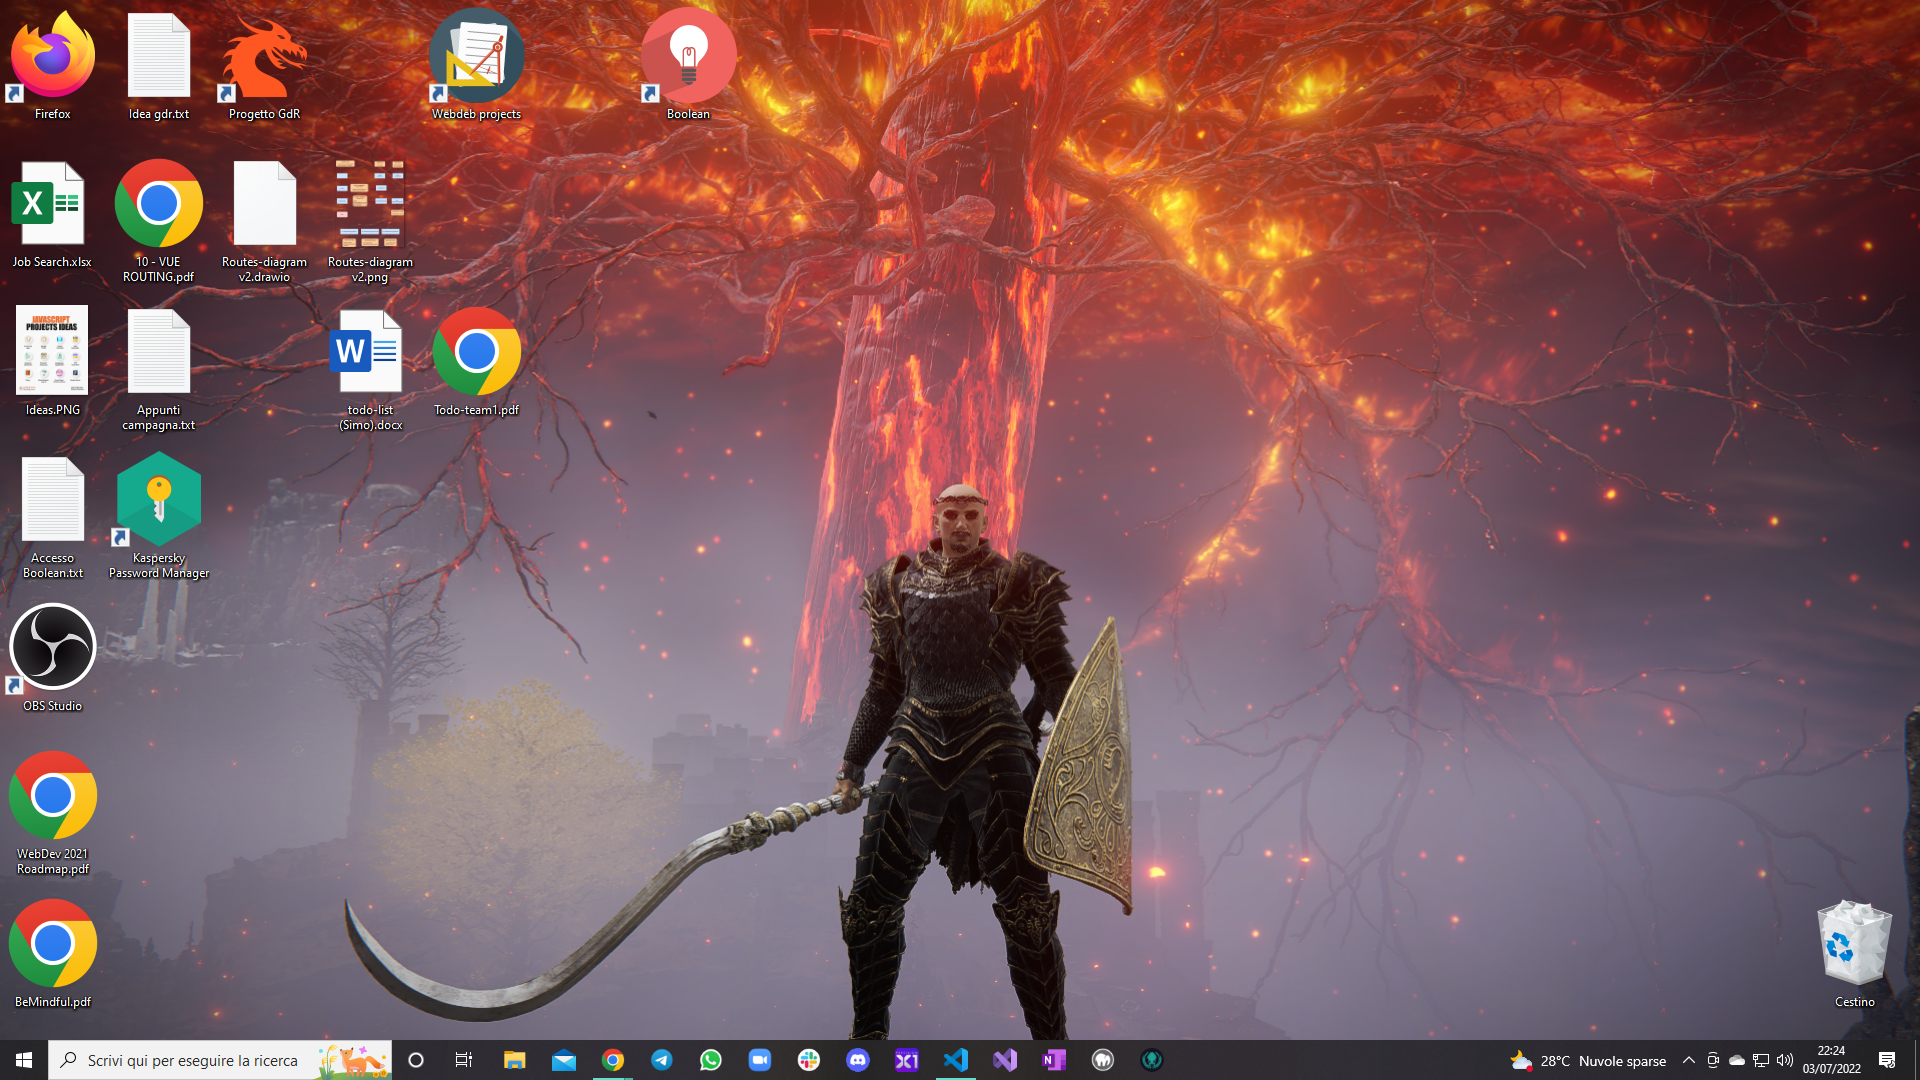 Firefox
Idea gdr.txt
Progetto GdR
Webdeb projects
Boolean
Job Search.xlsx
10 - VUE
ROUTING.pdf
Routes-diagram
v2.drawio
Routes-diagram
v2.png
JAVASCRIPT
PROJECTS IDEAS
Ideas.PNG
Appunti
campagna.txt
todo-list
(Simo).docx
Todo-team1.pdf
Accesso
Boolean.txt
Kaspersky
Password Manager
OBS Studio
WebDev 2021
Roadmap.pdf
BeMindful.pdf
Cestino
Scrivi qui per eseguire la ricerca
28°C Nuvole sparse
22:24
03/07/2022